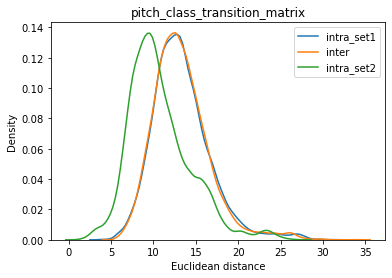 pitch_class_transition_matrix
0.14
0.12
0.10
0.08
0.06
0.04
0.02
0.00
Density
intra_set1
inter
intra_set2
0 5 10 15 20 25 30 35
Euclidean distance